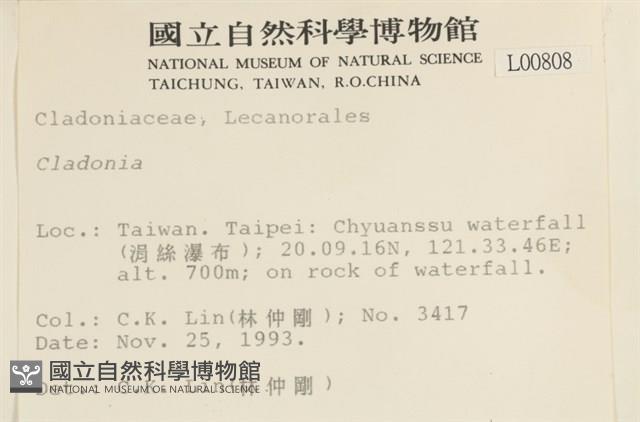 國立自然科學博物館
NATIONAL MUSEUM OF NATURAL SCIENCE
TAICHUNG, TAIWAN, R.O.CHINA
L00808
Cladoniaceae, Lecanorales
Cladonia
Loc.: Taiwan. Taipei: Chyuanssu waterfall
(涓絲瀑布); 20.09.16N, 121.33.46E;
alt. 700m; on rock of waterfall.
Col.: C.K. Lin(林仲剛); No. 3417
Date: Nov. 25, 1993.
Det.: C.K. Lin(林仲剛)
國立自然科學博物館
NATIONAL MUSEUM OF NATURAL SCIENCE